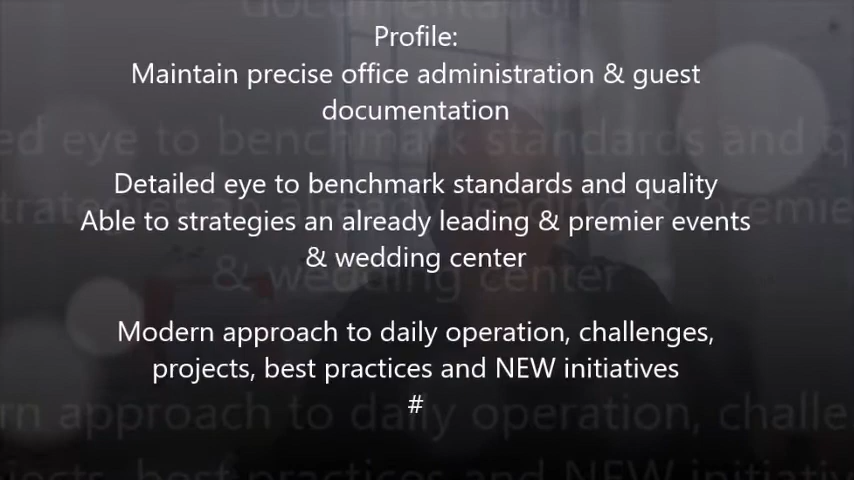 Profile:
Maintain precise office administration & guest
documentation
Detailed eye to benchmark standards and quality
Able to strategies an already leading & premier events
& wedding center
Modern approach to daily operation, challenges,
projects, best practices and NEW initiatives
#